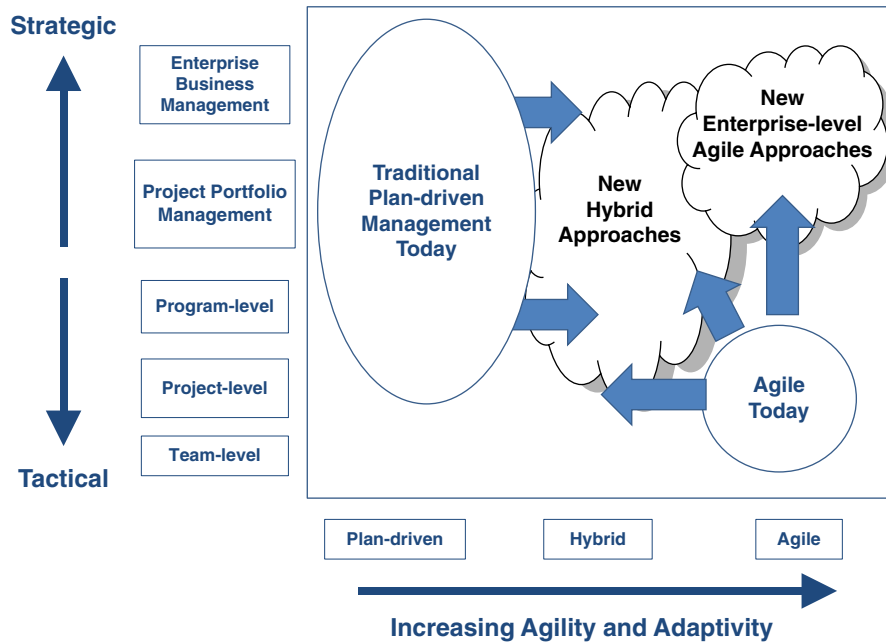 Strategic
Enterprise
Business
Management
Project Portfolio
Management
Program-level
Project-level
Team-level
Tactical
Traditional
Plan-driven
Management
Today
New
Hybrid
Approaches
New
Enterprise-level
Agile Approaches
Agile
Today
Plan-driven
Hybrid
Agile
Increasing Agility and Adaptivity